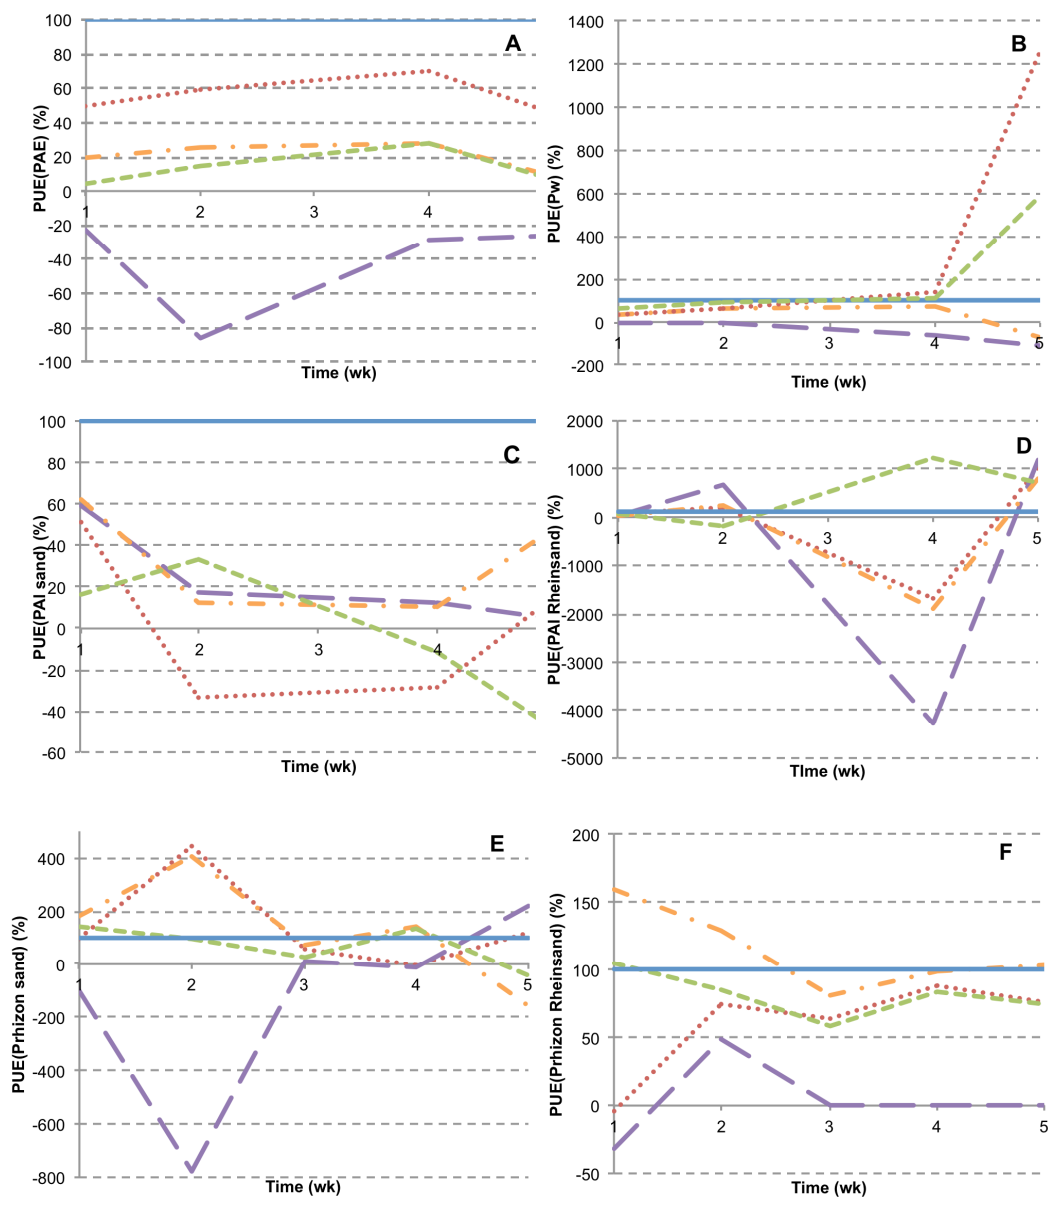 A
PUE(PAE) (%)
100
80
60
40
20
0
-20
-40
-60
-80
-100
1 2 3 4
Time (wk)
B
PUE(Pw) (%)
1400
1200
1000
800
600
400
200
0
-200
1 2 3 4 5
Time (wk)
C
PUE(PAI sand) (%)
100
80
60
40
20
0
-20
-40
-60
1 2 3 4
Time (wk)
D
PUE(PAI Rheinsand) (%)
2000
1000
0
-1000
-2000
-3000
-4000
-5000
1 2 3 4 5
TIme (wk)
E
PUE(Prhizon sand) (%)
400
200
0
-200
-400
-600
-800
1 2 3 4 5
Time (wk)
F
PUE(Prhizon Rheinsand) (%)
200
150
100
50
0
-50
1 2 3 4 5
Time (wk)